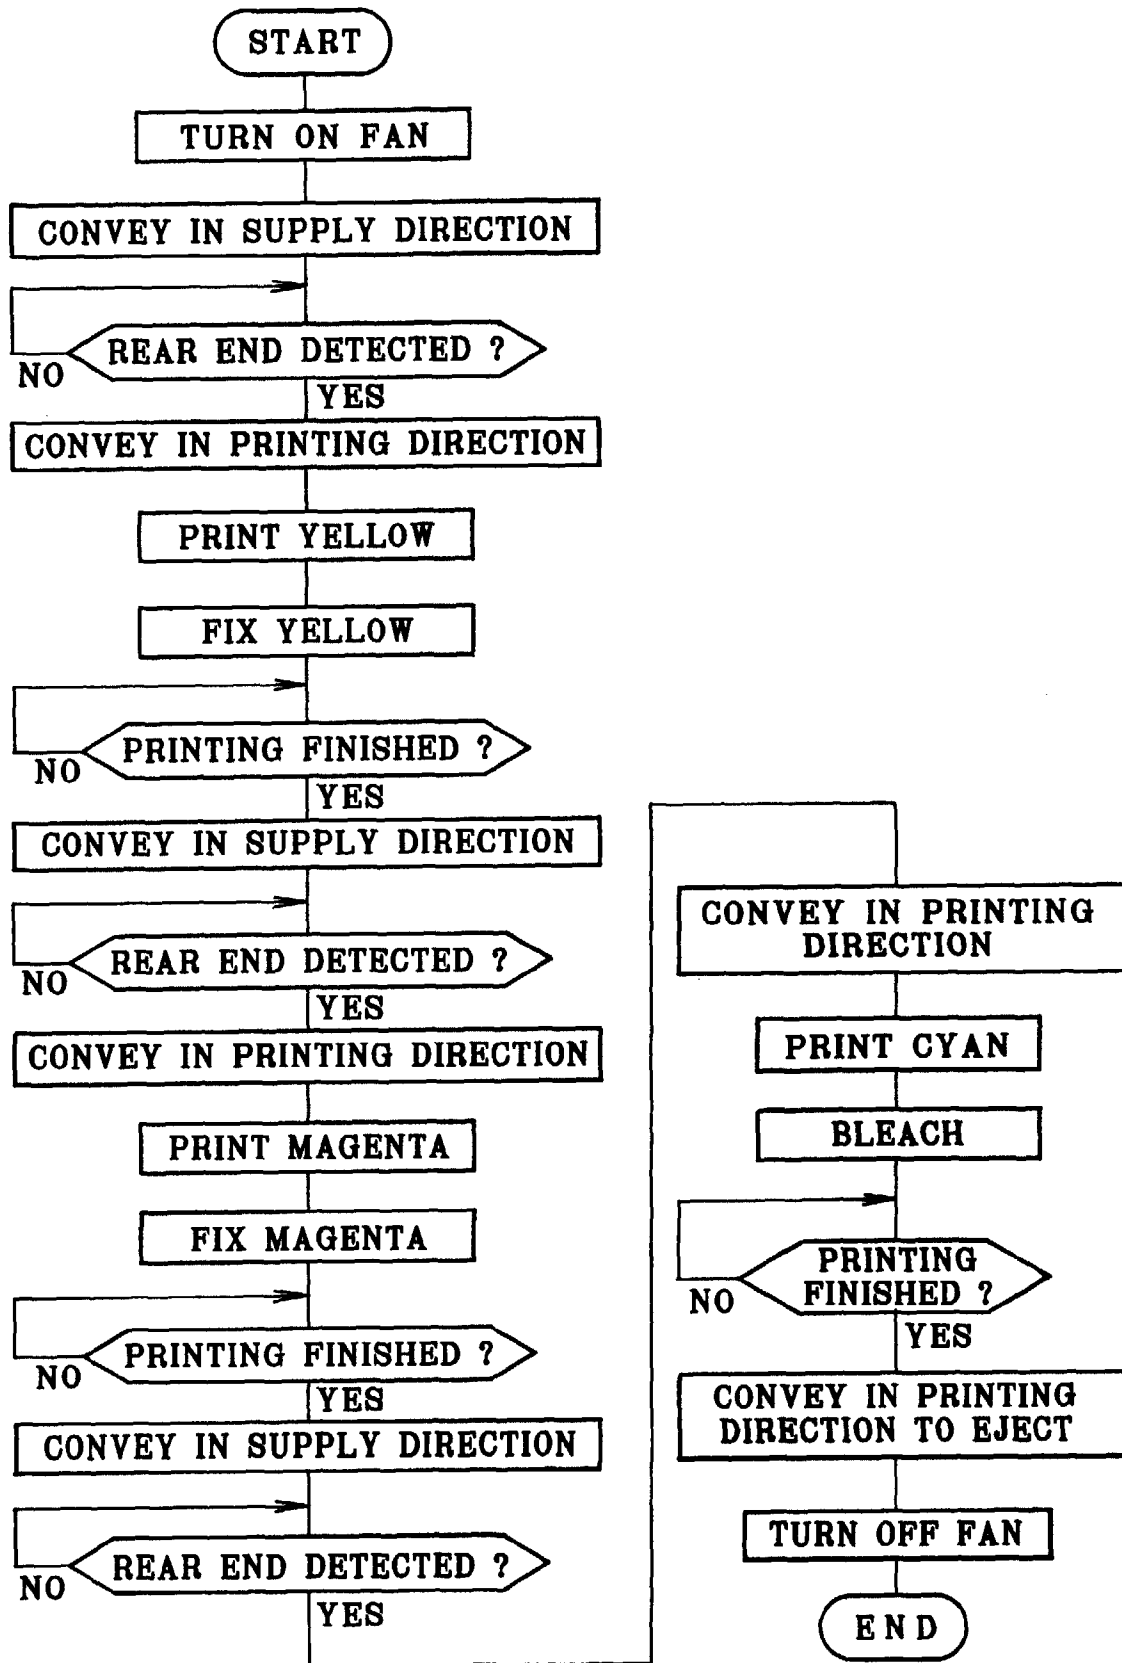 START
TURN ON FAN
CONVEY IN SUPPLY DIRECTION
REAR END DETECTED ?
NO
YES
CONVEY IN PRINTING DIRECTION
PRINT YELLOW
FIX YELLOW
PRINTING FINISHED ?
NO
YES
CONVEY IN SUPPLY DIRECTION
REAR END DETECTED ?
NO
YES
CONVEY IN PRINTING DIRECTION
PRINT MAGENTA
FIX MAGENTA
PRINTING FINISHED ?
NO
YES
CONVEY IN SUPPLY DIRECTION
REAR END DETECTED ?
NO
YES
CONVEY IN PRINTING
DIRECTION
PRINT CYAN
BLEACH
PRINTING
FINISHED ?
NO
YES
CONVEY IN PRINTING
DIRECTION TO EJECT
TURN OFF FAN
END